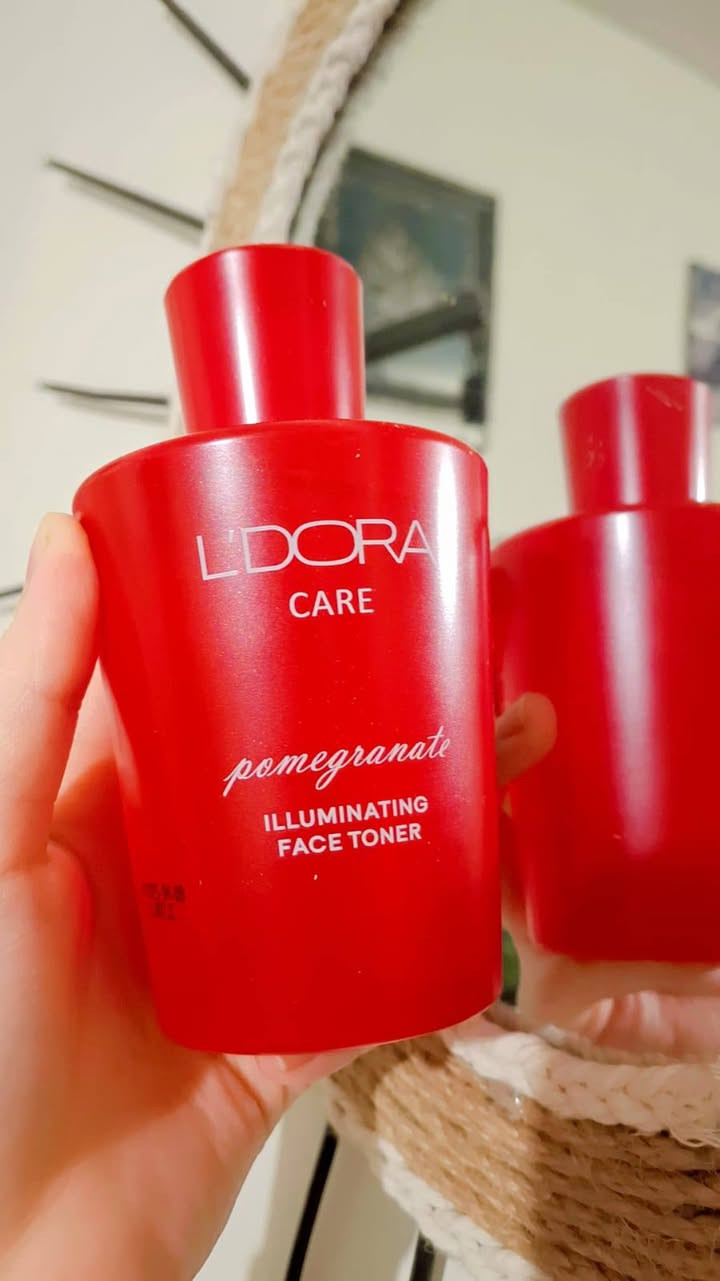 L'DORA
CARE
pomegranate
ILLUMINATING
FACE TONER